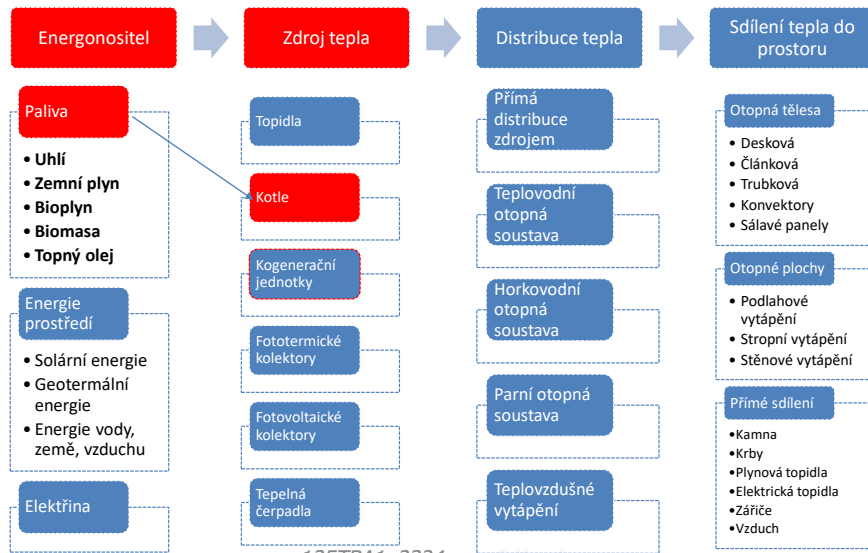 Energonositel
Zdroj tepla
Distribuce tepla
Sdílení tepla do
prostoru
Paliva
• Uhlí
• Zemní plyn
• Bioplyn
• Biomasa
• Topný olej
Energie
prostředí
• Solární energie
• Geotermální
energie
• Energie vody,
země, vzduchu
Elektřina
Topidla
Kotle
Kogenerační
jednotky
Fototermické
kolektory
Fotovoltaické
kolektory
Tepelná
čerpadla
Přímá
distribuce
zdrojem
Teplovodní
otopná
soustava
Horkovodní
otopná
soustava
Parní otopná
soustava
Teplovzdušné
vytápění
Otopná tělesa
• Desková
• Článková
• Trubková
• Konvektory
• Sálavé panely
Otopné plochy
• Podlahové
vytápění
• Stropní vytápění
• Stěnové vytápění
Přímé sdílení
•Kamna
•Krby
•Plynová topidla
•Elektrická topidla
•Zářiče
•Vzduch